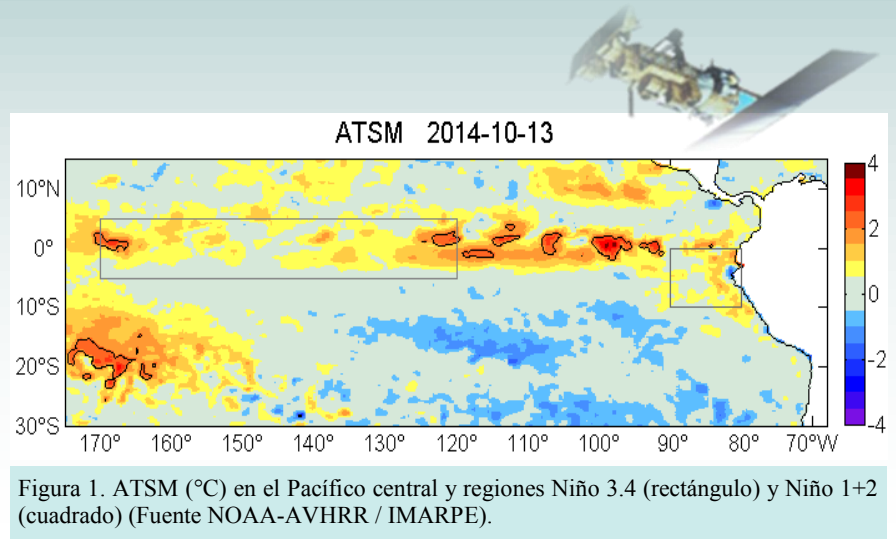 ATSM 2014-10-13
10°N
0°
10°S
20°S
30°S
170° 160° 150° 140° 130° 120° 110° 100° 90° 80° 70°W
4
2
0
-2
-4
Figura 1. ATSM (°C) en el Pacífico central y regiones Niño 3.4 (rectángulo) y Niño 1+2
(cuadrado) (Fuente NOAA-AVHRR / IMARPE).